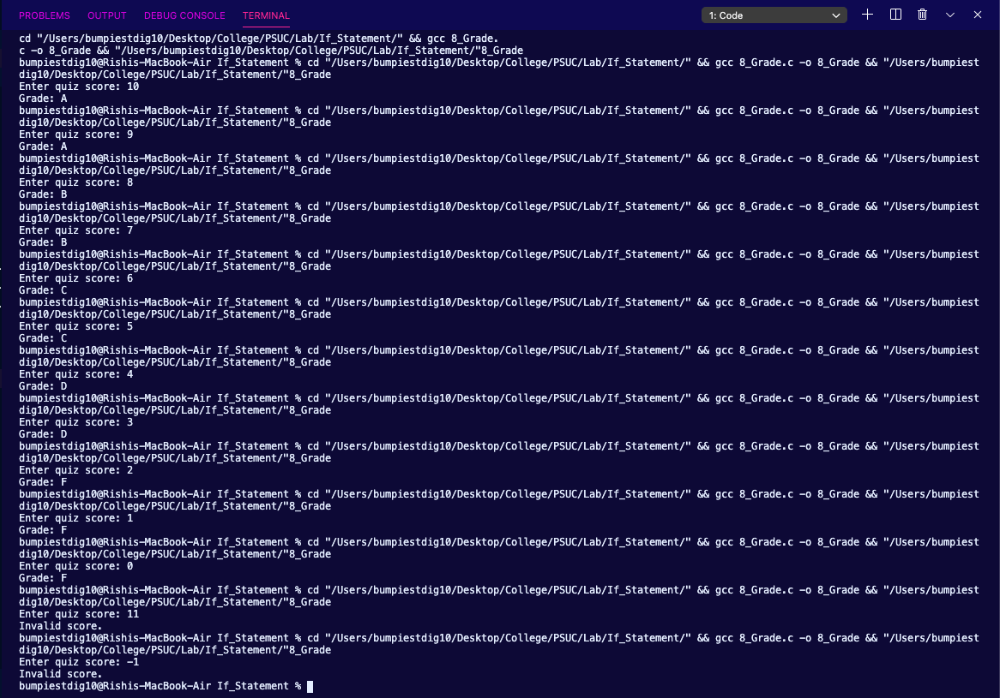 PROBLEMS OUTPUT DEBUG CONSOLE TERMINAL 1: Code
cd "/Users/bumpiestdig10/Desktop/College/PSUC/Lab/If_Statement/" && gcc 8_Grade.
c -o 8_Grade && "/Users/bumpiestdig10/Desktop/College/PSUC/Lab/If_Statement/"8_Grade
bumpiestdig10@Rishis-MacBook-Air If_Statement % cd "/Users/bumpiestdig10/Desktop/College/PSUC/Lab/If_Statement/" && gcc 8_Grade.c -o 8_Grade && "/Users/bumpiest
dig10/Desktop/College/PSUC/Lab/If_Statement/"8_Grade
Enter quiz score: 10
Grade: A
bumpiestdig10@Rishis-MacBook-Air If_Statement % cd "/Users/bumpiestdig10/Desktop/College/PSUC/Lab/If_Statement/" && gcc 8_Grade.c -o 8_Grade && "/Users/bumpiest
dig10/Desktop/College/PSUC/Lab/If_Statement/"8_Grade
Enter quiz score: 9
Grade: A
bumpiestdig10@Rishis-MacBook-Air If_Statement % cd "/Users/bumpiestdig10/Desktop/College/PSUC/Lab/If_Statement/" && gcc 8_Grade.c -o 8_Grade && "/Users/bumpiest
dig10/Desktop/College/PSUC/Lab/If_Statement/"8_Grade
Enter quiz score: 8
Grade: B
bumpiestdig10@Rishis-MacBook-Air If_Statement % cd "/Users/bumpiestdig10/Desktop/College/PSUC/Lab/If_Statement/" && gcc 8_Grade.c -o 8_Grade && "/Users/bumpiest
dig10/Desktop/College/PSUC/Lab/If_Statement/"8_Grade
Enter quiz score: 7
Grade: B
bumpiestdig10@Rishis-MacBook-Air If_Statement % cd "/Users/bumpiestdig10/Desktop/College/PSUC/Lab/If_Statement/" && gcc 8_Grade.c -o 8_Grade && "/Users/bumpiest
dig10/Desktop/College/PSUC/Lab/If_Statement/"8_Grade
Enter quiz score: 6
Grade: C
bumpiestdig10@Rishis-MacBook-Air If_Statement % cd "/Users/bumpiestdig10/Desktop/College/PSUC/Lab/If_Statement/" && gcc 8_Grade.c -o 8_Grade && "/Users/bumpiest
dig10/Desktop/College/PSUC/Lab/If_Statement/"8_Grade
Enter quiz score: 5
Grade: C
bumpiestdig10@Rishis-MacBook-Air If_Statement % cd "/Users/bumpiestdig10/Desktop/College/PSUC/Lab/If_Statement/" && gcc 8_Grade.c -o 8_Grade && "/Users/bumpiest
dig10/Desktop/College/PSUC/Lab/If_Statement/"8_Grade
Enter quiz score: 4
Grade: D
bumpiestdig10@Rishis-MacBook-Air If_Statement % cd "/Users/bumpiestdig10/Desktop/College/PSUC/Lab/If_Statement/" && gcc 8_Grade.c -o 8_Grade && "/Users/bumpiest
dig10/Desktop/College/PSUC/Lab/If_Statement/"8_Grade
Enter quiz score: 3
Grade: D
bumpiestdig10@Rishis-MacBook-Air If_Statement % cd "/Users/bumpiestdig10/Desktop/College/PSUC/Lab/If_Statement/" && gcc 8_Grade.c -o 8_Grade && "/Users/bumpiest
dig10/Desktop/College/PSUC/Lab/If_Statement/"8_Grade
Enter quiz score: 2
Grade: F
bumpiestdig10@Rishis-MacBook-Air If_Statement % cd "/Users/bumpiestdig10/Desktop/College/PSUC/Lab/If_Statement/" && gcc 8_Grade.c -o 8_Grade && "/Users/bumpiest
dig10/Desktop/College/PSUC/Lab/If_Statement/"8_Grade
Enter quiz score: 1
Grade: F
bumpiestdig10@Rishis-MacBook-Air If_Statement % cd "/Users/bumpiestdig10/Desktop/College/PSUC/Lab/If_Statement/" && gcc 8_Grade.c -o 8_Grade && "/Users/bumpiest
dig10/Desktop/College/PSUC/Lab/If_Statement/"8_Grade
Enter quiz score: 0
Grade: F
bumpiestdig10@Rishis-MacBook-Air If_Statement % cd "/Users/bumpiestdig10/Desktop/College/PSUC/Lab/If_Statement/" && gcc 8_Grade.c -o 8_Grade && "/Users/bumpiest
dig10/Desktop/College/PSUC/Lab/If_Statement/"8_Grade
Enter quiz score: 11
Invalid score.
bumpiestdig10@Rishis-MacBook-Air If_Statement % cd "/Users/bumpiestdig10/Desktop/College/PSUC/Lab/If_Statement/" && gcc 8_Grade.c -o 8_Grade && "/Users/bumpiest
dig10/Desktop/College/PSUC/Lab/If_Statement/"8_Grade
Enter quiz score: -1
Invalid score.
bumpiestdig10@Rishis-MacBook-Air If_Statement %